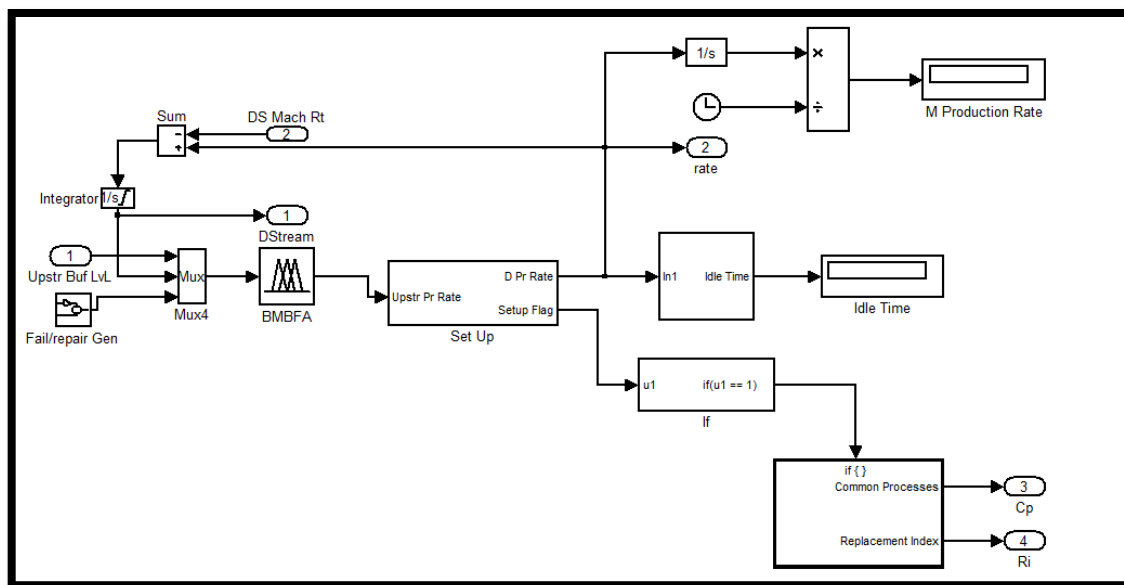 1/s
×
÷
M Production Rate
Sum
DS Mach Rt
−
2
+
2
rate
Integrator
1/s
1
DStream
1
Upstr Buf LvL
Mux
Mux4
Fail/repair Gen
BMBFA
Upstr Pr Rate
D Pr Rate
Setup Flag
Set Up
In1
Idle Time
Idle Time
u1
if(u1 == 1)
If
if { }
Common Processes
Replacement Index
3
Cp
4
Ri